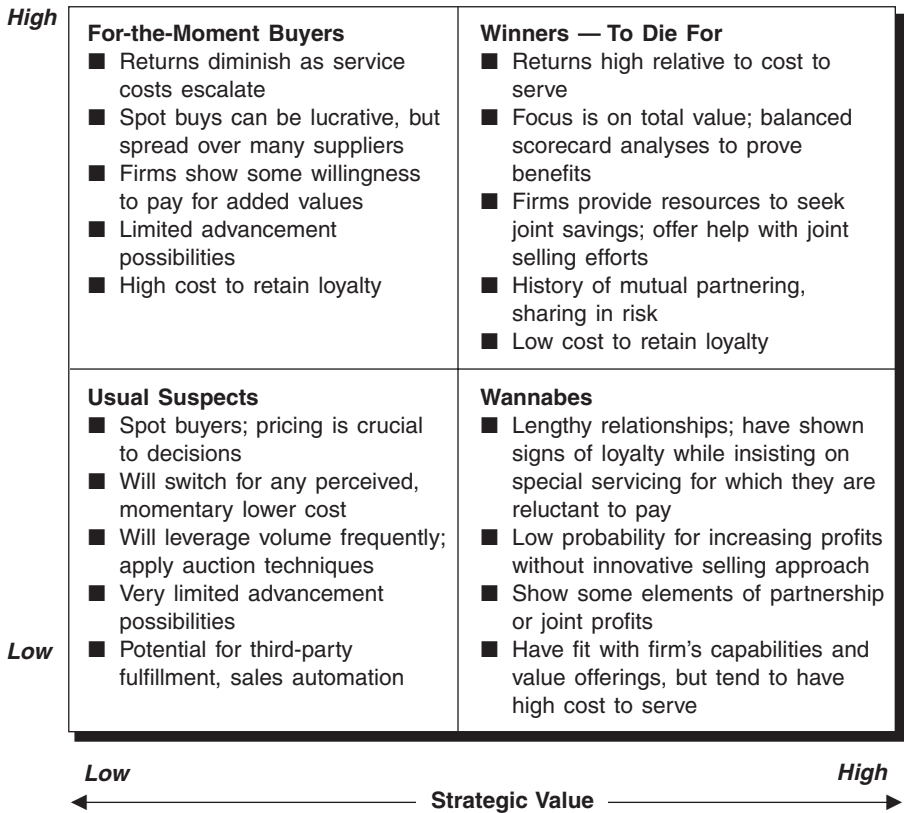 High
For-the-Moment Buyers
■ Returns diminish as service
costs escalate
■ Spot buys can be lucrative, but
spread over many suppliers
■ Firms show some willingness
to pay for added values
■ Limited advancement
possibilities
■ High cost to retain loyalty
Winners — To Die For
■ Returns high relative to cost to
serve
■ Focus is on total value; balanced
scorecard analyses to prove
benefits
■ Firms provide resources to seek
joint savings; offer help with joint
selling efforts
■ History of mutual partnering,
sharing in risk
■ Low cost to retain loyalty
Usual Suspects
■ Spot buyers; pricing is crucial
to decisions
■ Will switch for any perceived,
momentary lower cost
■ Will leverage volume frequently;
apply auction techniques
■ Very limited advancement
possibilities
■ Potential for third-party
fulfillment, sales automation
Wannabes
■ Lengthy relationships; have shown
signs of loyalty while insisting on
special servicing for which they are
reluctant to pay
■ Low probability for increasing profits
without innovative selling approach
■ Show some elements of partnership
or joint profits
■ Have fit with firm's capabilities and
value offerings, but tend to have
high cost to serve
Low
Low
High
Strategic Value